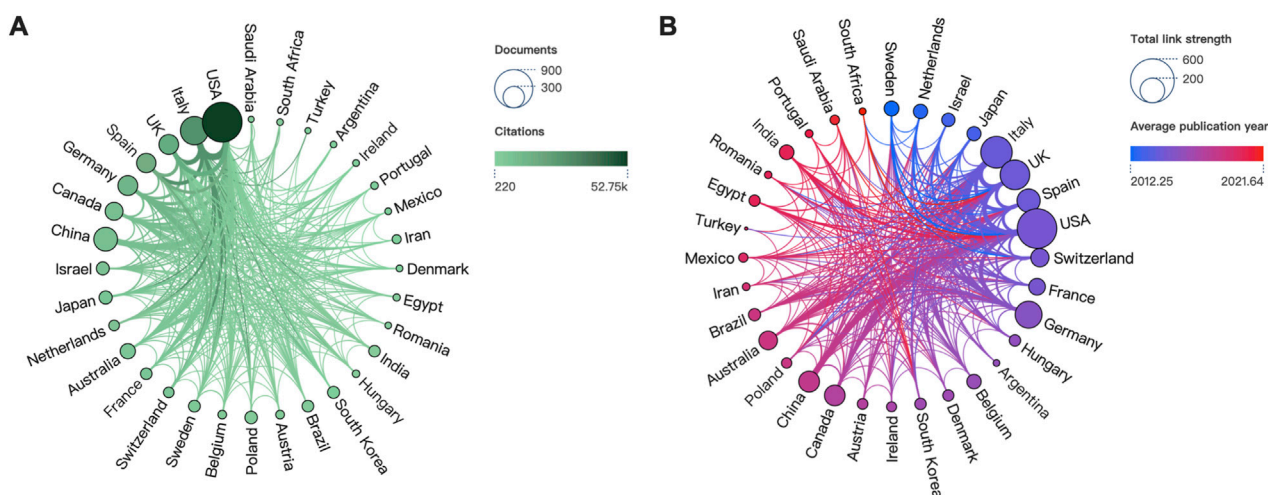 A
USA
Saudi Arabia
South Africa
Turkey
Argentina
Ireland
Portugal
Mexico
Iran
Denmark
Egypt
Romania
India
Hungary
South Korea
Brazil
Austria
Poland
Belgium
Sweden
Switzerland
France
Australia
Netherlands
Japan
Israel
China
Canada
Germany
Spain
UK
Italy
Documents
900
300
Citations
220 52.75k
B
Sweden
Netherlands
Israel
Japan
Italy
UK
Spain
USA
Switzerland
France
Germany
Hungary
Argentina
Belgium
Denmark
South Korea
Ireland
Austria
Canada
China
Poland
Australia
Brazil
Iran
Mexico
Turkey
Egypt
Romania
India
Portugal
Saudi Arabia
South Africa
Total link strength
600
200
Average publication year
2012.25 2021.64